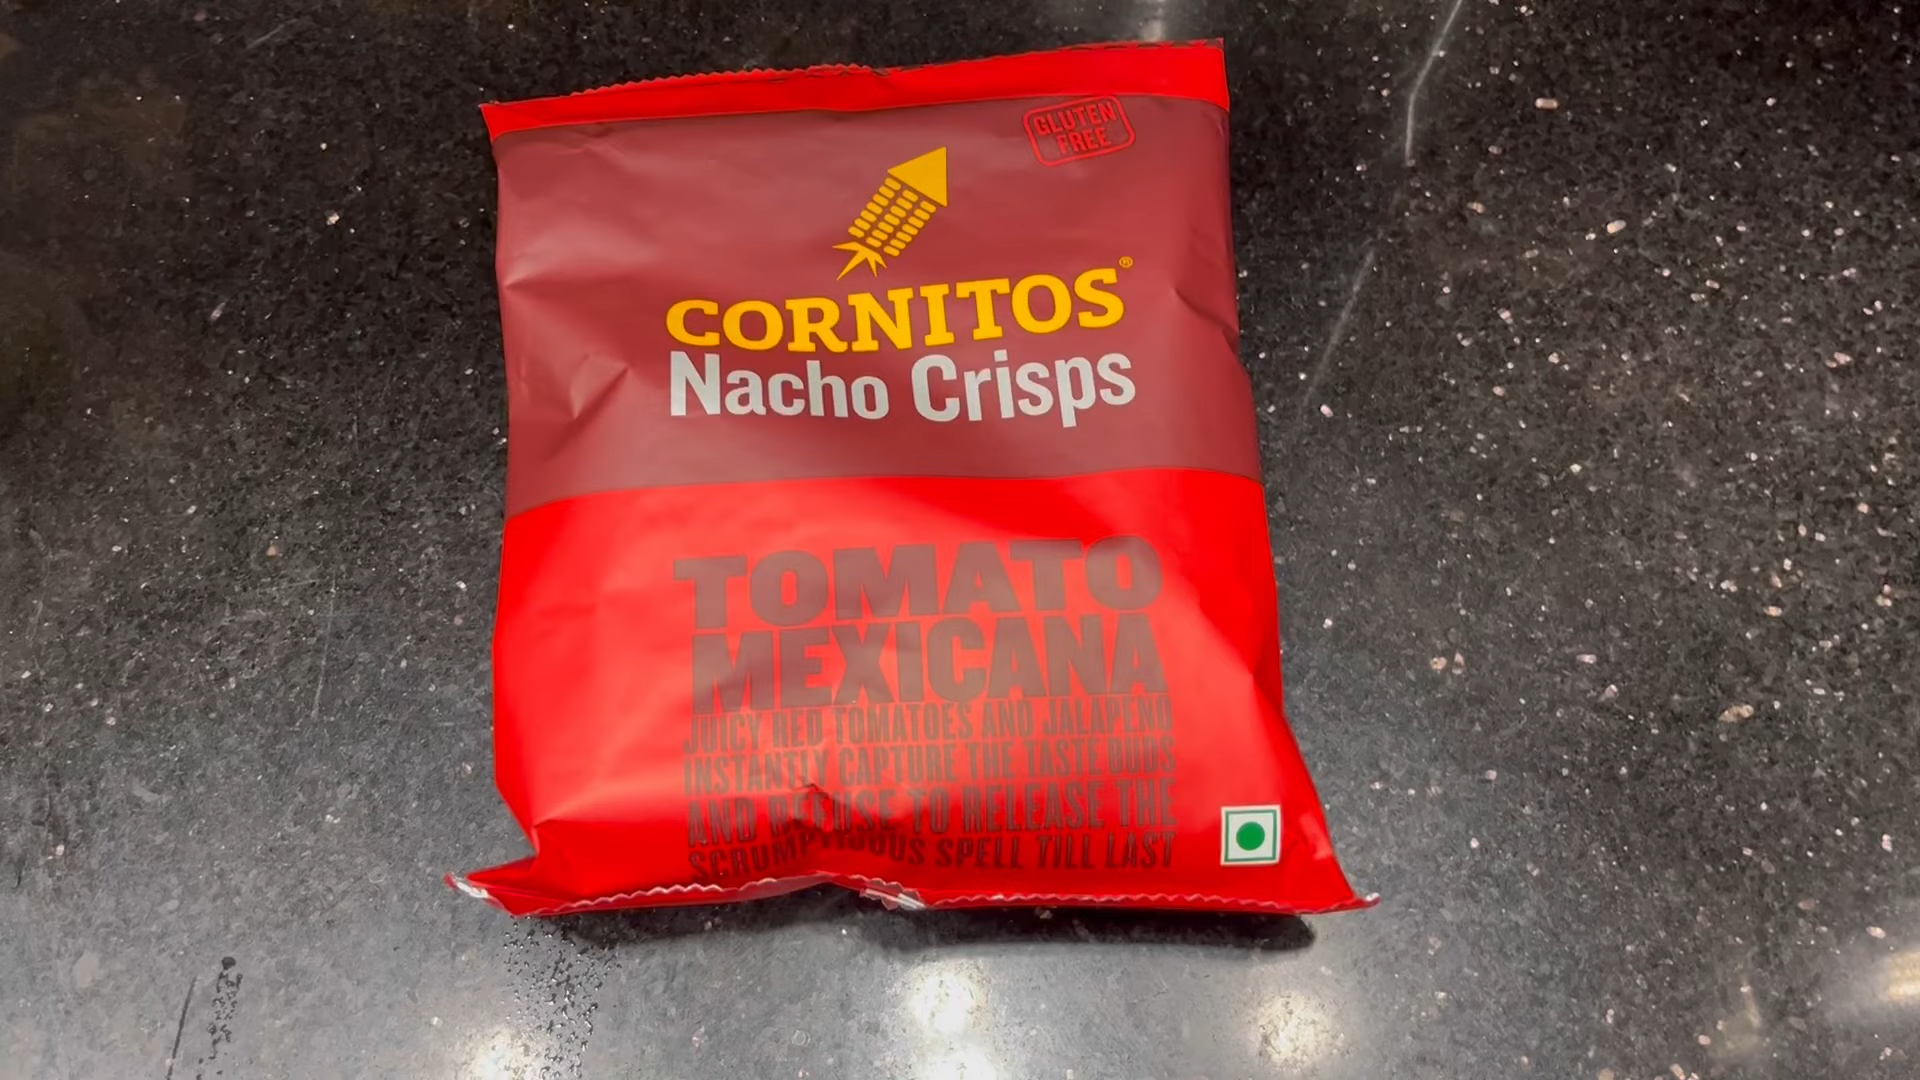 GLUTEN
FREE
CORNITOS®
Nacho Crisps
TOMATO
MEXICANA
JUICY RED TOMATOES AND JALAPENO
INSTANTLY CAPTURE THE TASTE BUDS
AND REFUSE TO RELEASE THE
SCRUMPTIOUS SPELL TILL LAST